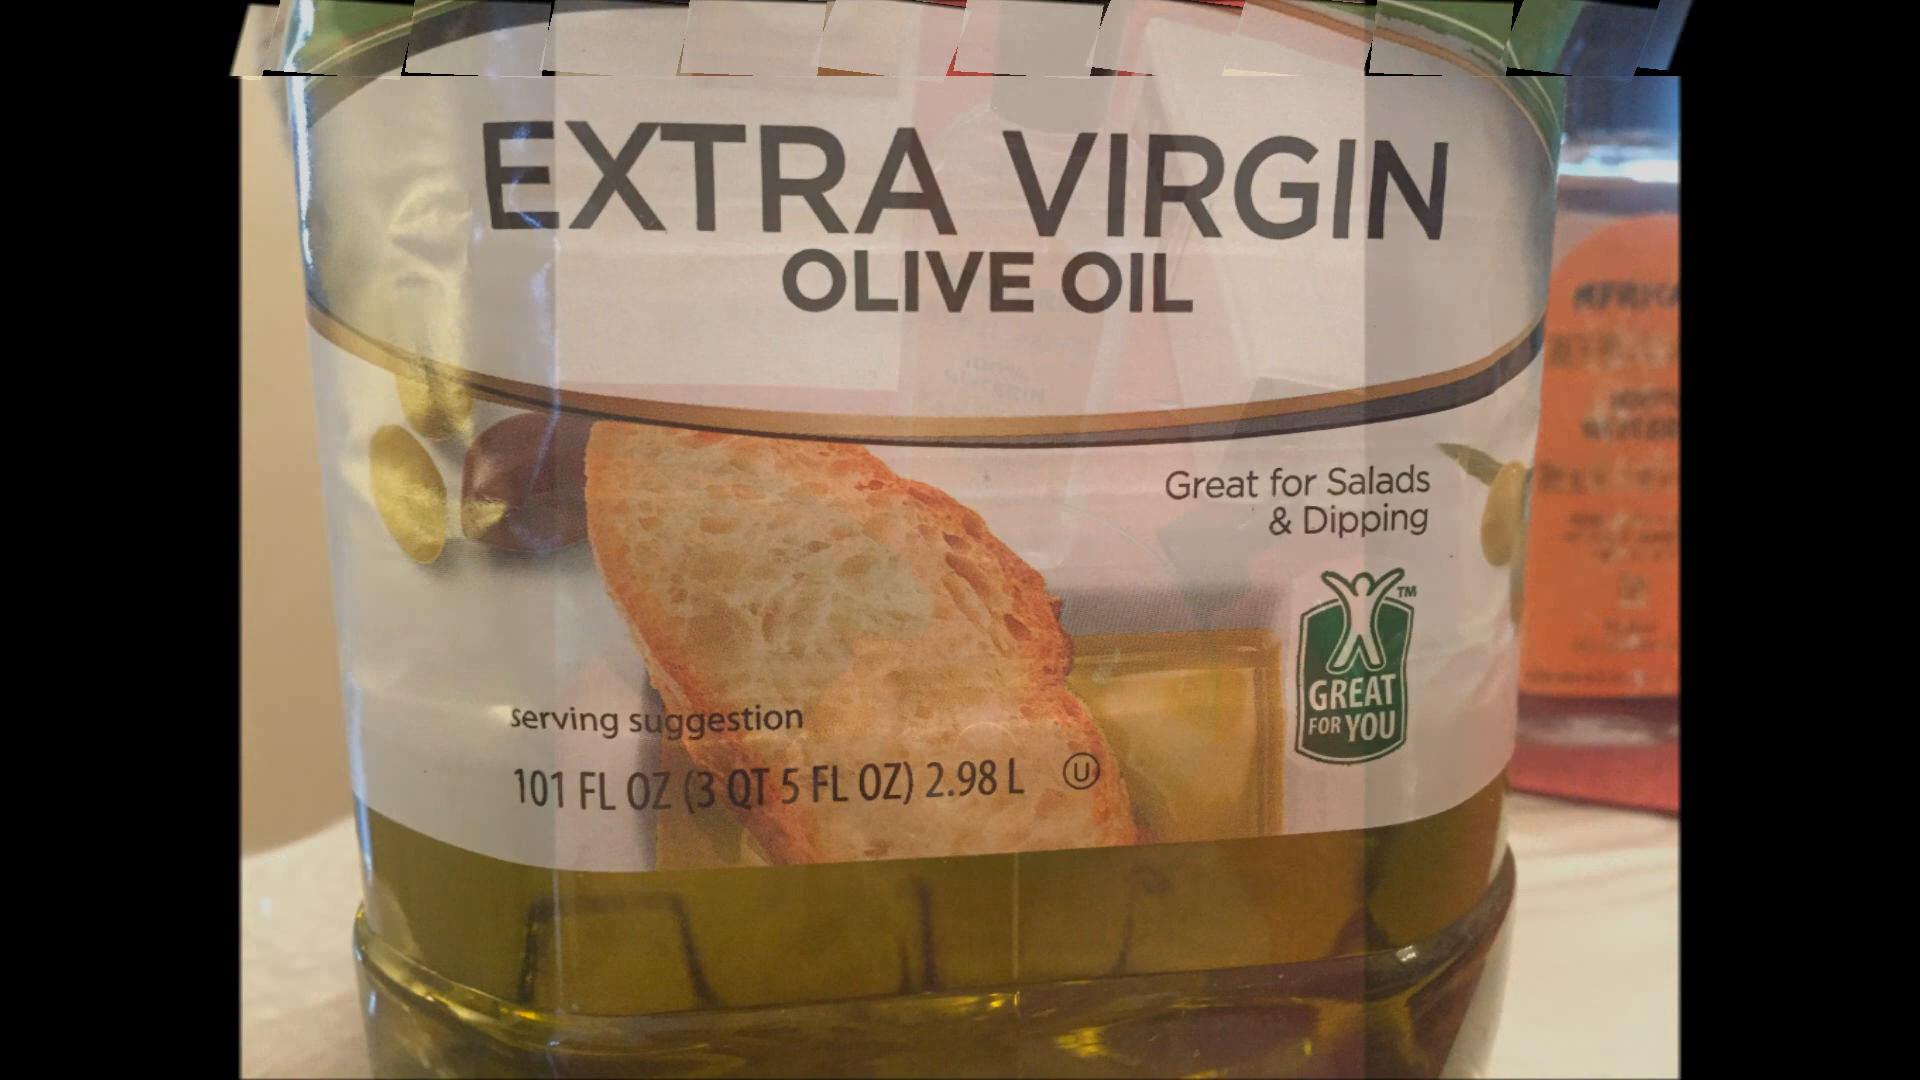 EXTRA VIRGIN
OLIVE OIL
Great for Salads
& Dipping
TM
GREAT
FOR YOU
serving suggestion
101 FL OZ (3 QT 5 FL OZ) 2.98 L
U